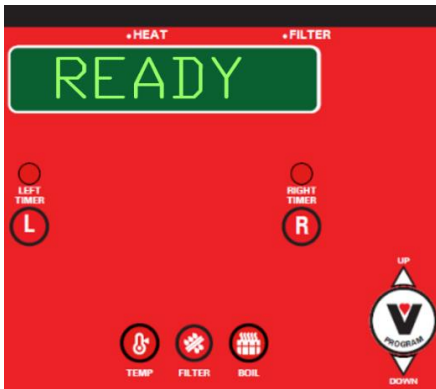 •HEAT •FILTER
READY
LEFT
TIMER
L
RIGHT
TIMER
R
UP
V
PROGRAM
DOWN
TEMP FILTER BOIL